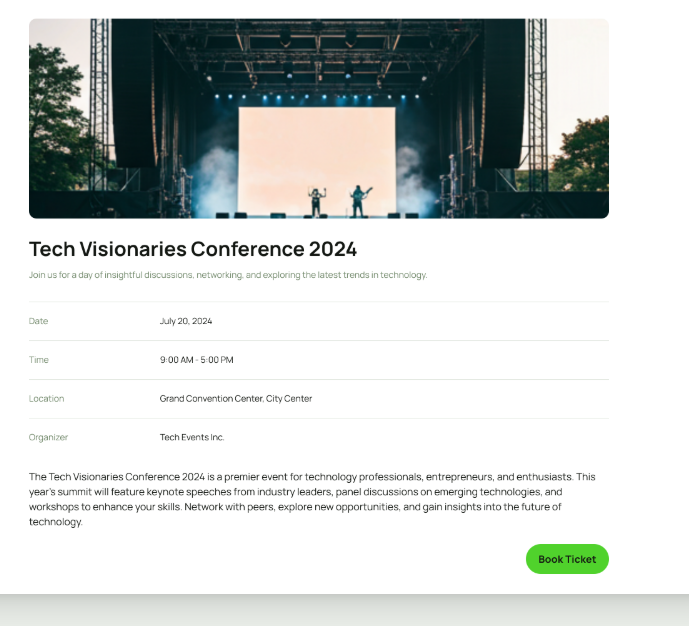 Tech Visionaries Conference 2024
Join us for a day of insightful discussions, networking, and exploring the latest trends in technology.
Date July 20, 2024
Time 9:00 AM - 5:00 PM
Location Grand Convention Center, City Center
Organizer Tech Events Inc.
The Tech Visionaries Conference 2024 is a premier event for technology professionals, entrepreneurs, and enthusiasts. This
year's summit will feature keynote speeches from industry leaders, panel discussions on emerging technologies, and
workshops to enhance your skills. Network with peers, explore new opportunities, and gain insights into the future of
technology.
Book Ticket